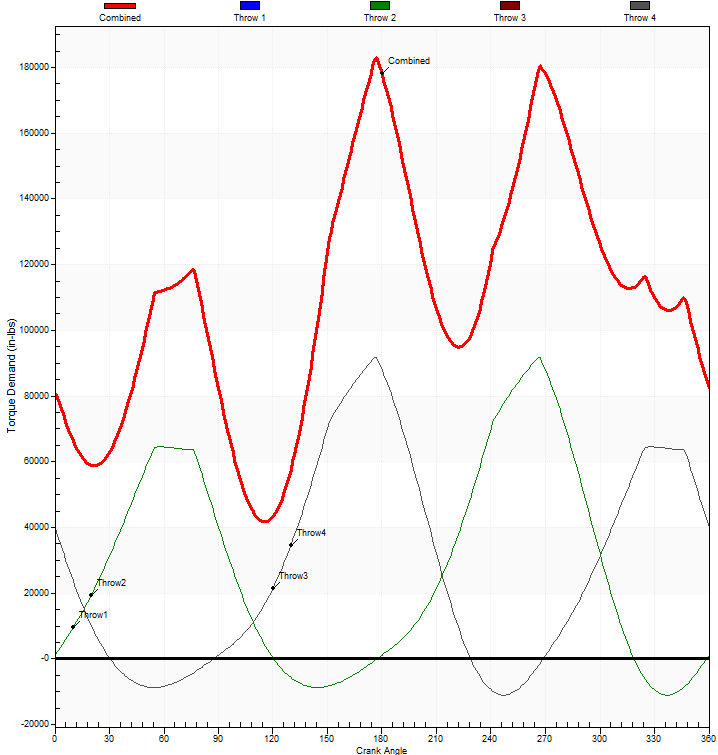 Combined Throw 1 Throw 2 Throw 3 Throw 4
180000
160000
140000
120000
100000
80000
60000
40000
20000
-0
-20000
Torque Demand (in-lbs)
Combined
Throw4
Throw3
Throw2
Throw1
0 30 60 90 120 150 180 210 240 270 300 330 360
Crank Angle